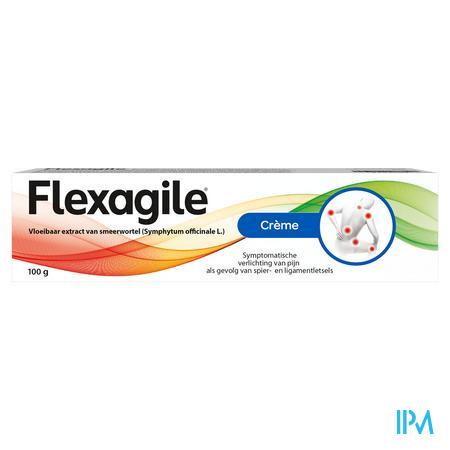 Flexagile®
Vloeibaar extract van smeerwortel (Symphytum officinale L.)
100 g
Crème
Symptomatische
verlichting van pijn
als gevolg van spier- en ligamentletsels
IPM